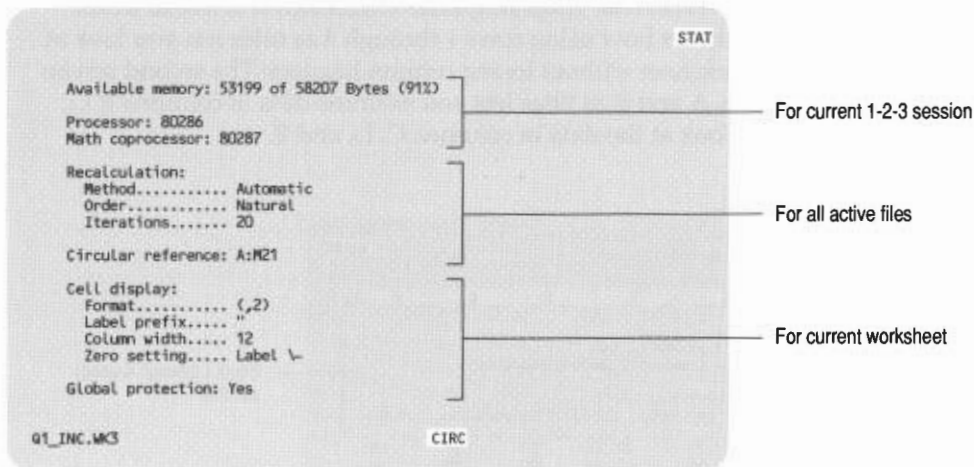 STAT
Available memory: 53199 of 58207 Bytes (91%)
Processor: 80286
Math coprocessor: 80287
For current 1-2-3 session
Recalculation:
Method........... Automatic
Order............ Natural
Iterations....... 20
Circular reference: A:M21
For all active files
Cell display:
Format........... (,2)
Label prefix..... "
Column width..... 12
Zero setting..... Label \-
Global protection: Yes
For current worksheet
Q1_INC.WK3
CIRC